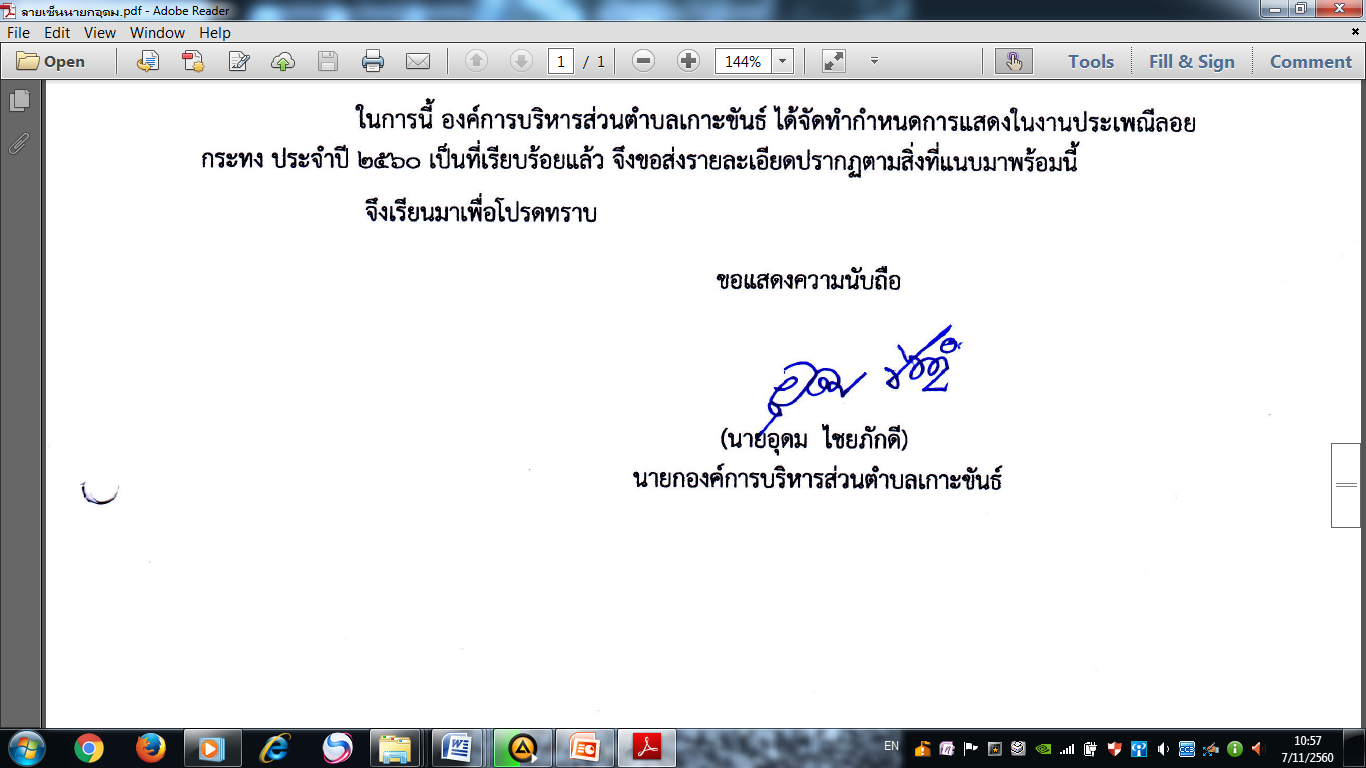 ลายเซ็นนายกอุดม.pdf - Adobe Reader
File Edit View Window Help
Open 1 / 1 144% Tools Fill & Sign Comment
ในการนี้ องค์การบริหารส่วนตำบลเกาะขันธ์ ได้จัดทำกำหนดการแสดงในงานประเพณีลอย
กระทง ประจำปี ๒๕๖๐ เป็นที่เรียบร้อยแล้ว จึงขอส่งรายละเอียดปรากฏตามสิ่งที่แนบมาพร้อมนี้
จึงเรียนมาเพื่อโปรดทราบ
ขอแสดงความนับถือ
(นายอุดม ไชยภักดี)
นายกองค์การบริหารส่วนตำบลเกาะขันธ์
EN
10:57
7/11/2560